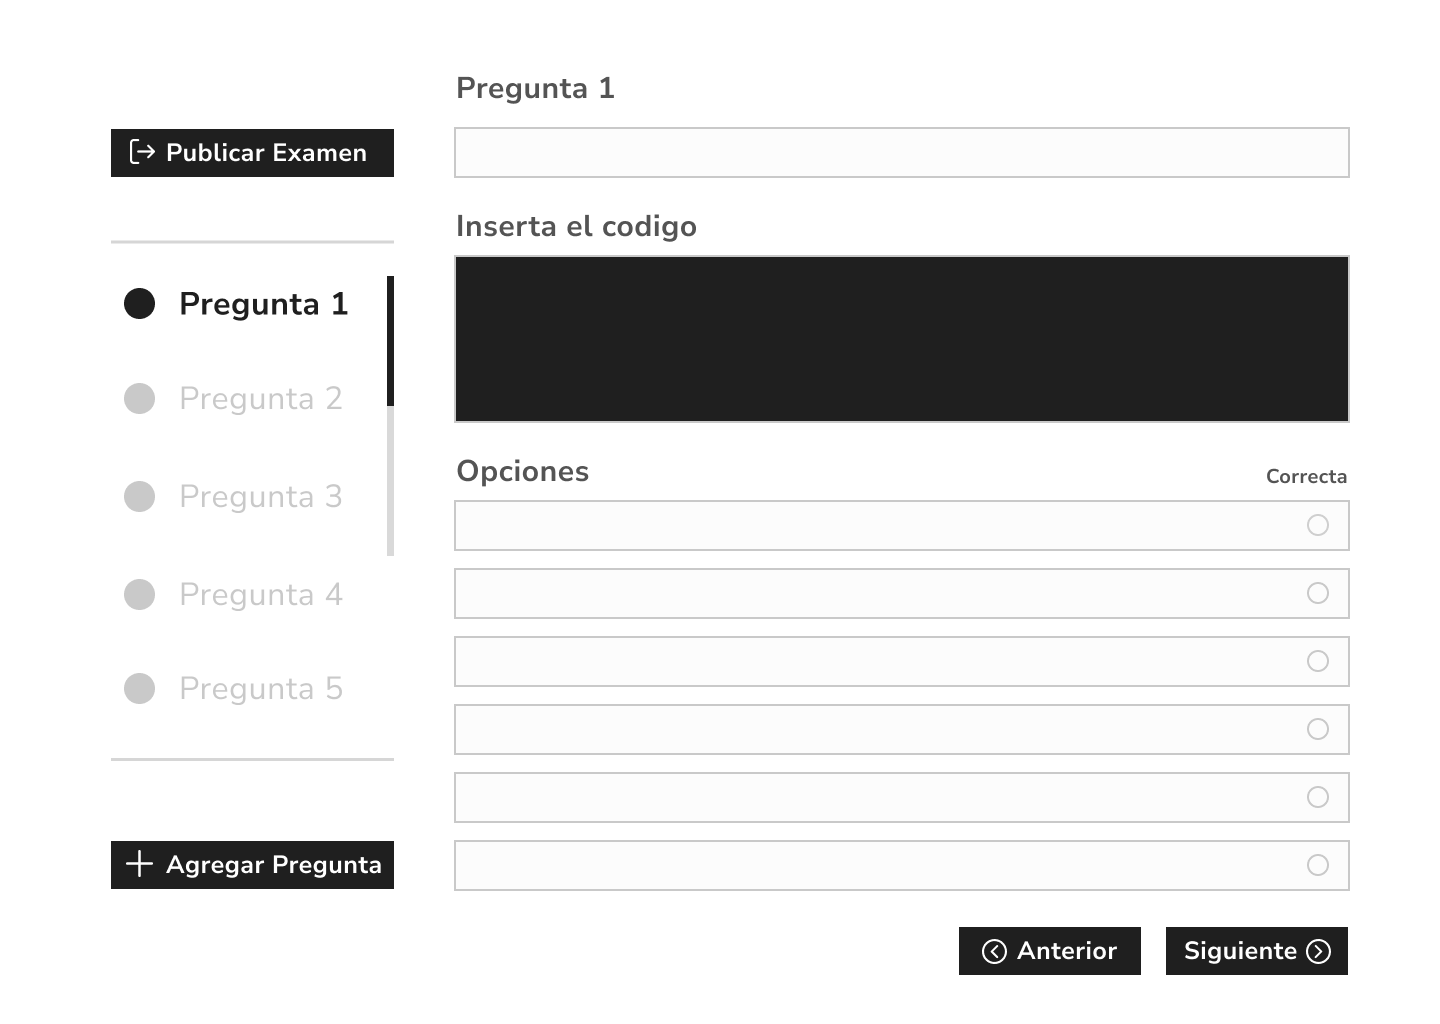 Publicar Examen
Pregunta 1
Pregunta 2
Pregunta 3
Pregunta 4
Pregunta 5
Agregar Pregunta
Pregunta 1
Inserta el codigo
Opciones
Correcta
Anterior
Siguiente